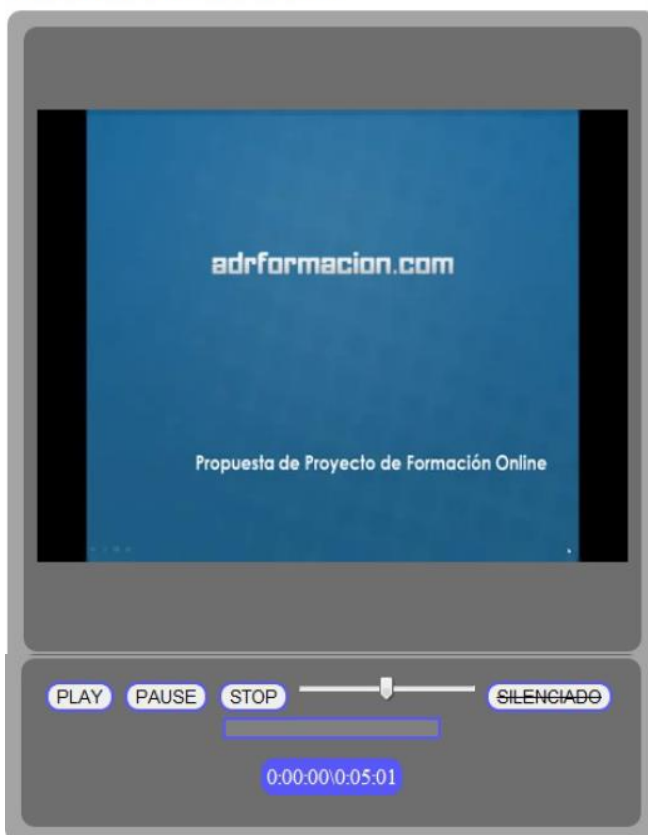 adrformacion.com
Propuesta de Proyecto de Formación Online
PLAY PAUSE STOP SILENCIADO
0:00:00\0:05:01